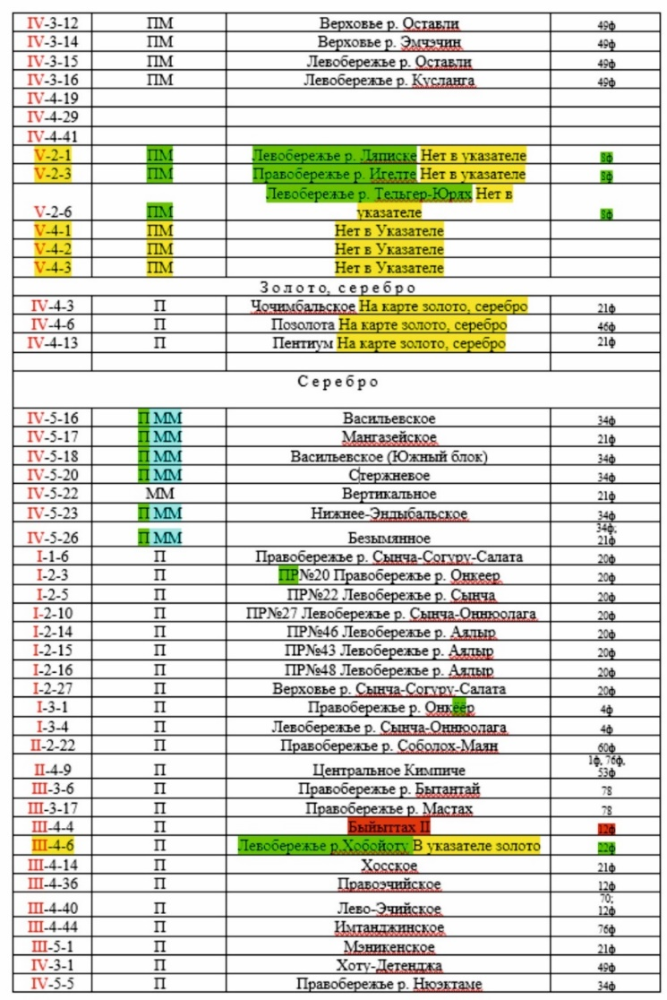 IV-3-12 ПМ Верховье р. Оставли 49ф
IV-3-14 ПМ Верховье р. Эмчэчин 49ф
IV-3-15 ПМ Левобережье р. Оставли 49ф
IV-3-16 ПМ Левобережье р. Кусланга 49ф
IV-4-19
IV-4-29
IV-4-41
V-2-1 ПМ Левобережье р. Ляписке Нет в указателе 8ф
V-2-3 ПМ Правобережье р. Игелте Нет в указателе 8ф
Левобережье р. Тельгер-Юрях Нет в
V-2-6 ПМ указателе 8ф
V-4-1 ПМ Нет в Указателе
V-4-2 ПМ Нет в Указателе
V-4-3 ПМ Нет в Указателе
Золото, серебро
IV-4-3 П Чочимбальское На карте золото, серебро 21ф
IV-4-6 П Позолота На карте золото, серебро 46ф
IV-4-13 П Пентиум На карте золото, серебро 21ф
Серебро
IV-5-16 П ММ Васильевское 34ф
IV-5-17 П ММ Мангазейское 21ф
IV-5-18 П ММ Васильевское (Южный блок) 34ф
IV-5-20 П ММ Стержневое 34ф
IV-5-22 ММ Вертикальное 21ф
IV-5-23 П ММ Нижнее-Эндыбальское 34ф
34ф;
IV-5-26 П ММ Безымянное 21ф
I-1-6 П Правобережье р. Сынча-Согуру-Салата 20ф
I-2-3 П ПР№20 Правобережье р. Онкеер 20ф
I-2-5 П ПР№22 Левобережье р. Сынча 20ф
I-2-10 П ПР№27 Левобережье р. Сынча-Оннюолага 20ф
I-2-14 П ПР№46 Левобережье р. Аялыр 20ф
I-2-15 П ПР№43 Левобережье р. Аялыр 20ф
I-2-16 П ПР№48 Левобережье р. Аялыр 20ф
I-2-27 П Верховье р. Сынча-Согуру-Салата 20ф
I-3-1 П Правобережье р. Онкеёр 4ф
I-3-4 П Левобережье р. Сынча-Оннюолага 4ф
II-2-22 П Правобережье р. Соболох-Маян 60ф
1ф, 76ф,
II-4-9 П Центральное Кимпиче 53ф
III-3-6 П Правобережье р. Бытантай 78
III-3-17 П Правобережье р. Мастах 78
III-4-4 П Быйыттах II 12ф
III-4-6 П Левобережье р.Хобойоту В указателе золото 22ф
III-4-14 П Хосское 21ф
III-4-36 П Правоэчийское 12ф
70;
III-4-40 П Лево-Эчийское 12ф
III-4-44 П Имтанджинское 76ф
III-5-1 П Мэникенское 21ф
IV-3-1 П Хоту-Детенджа 49ф
IV-5-5 П Правобережье р. Нюэктаме 34ф